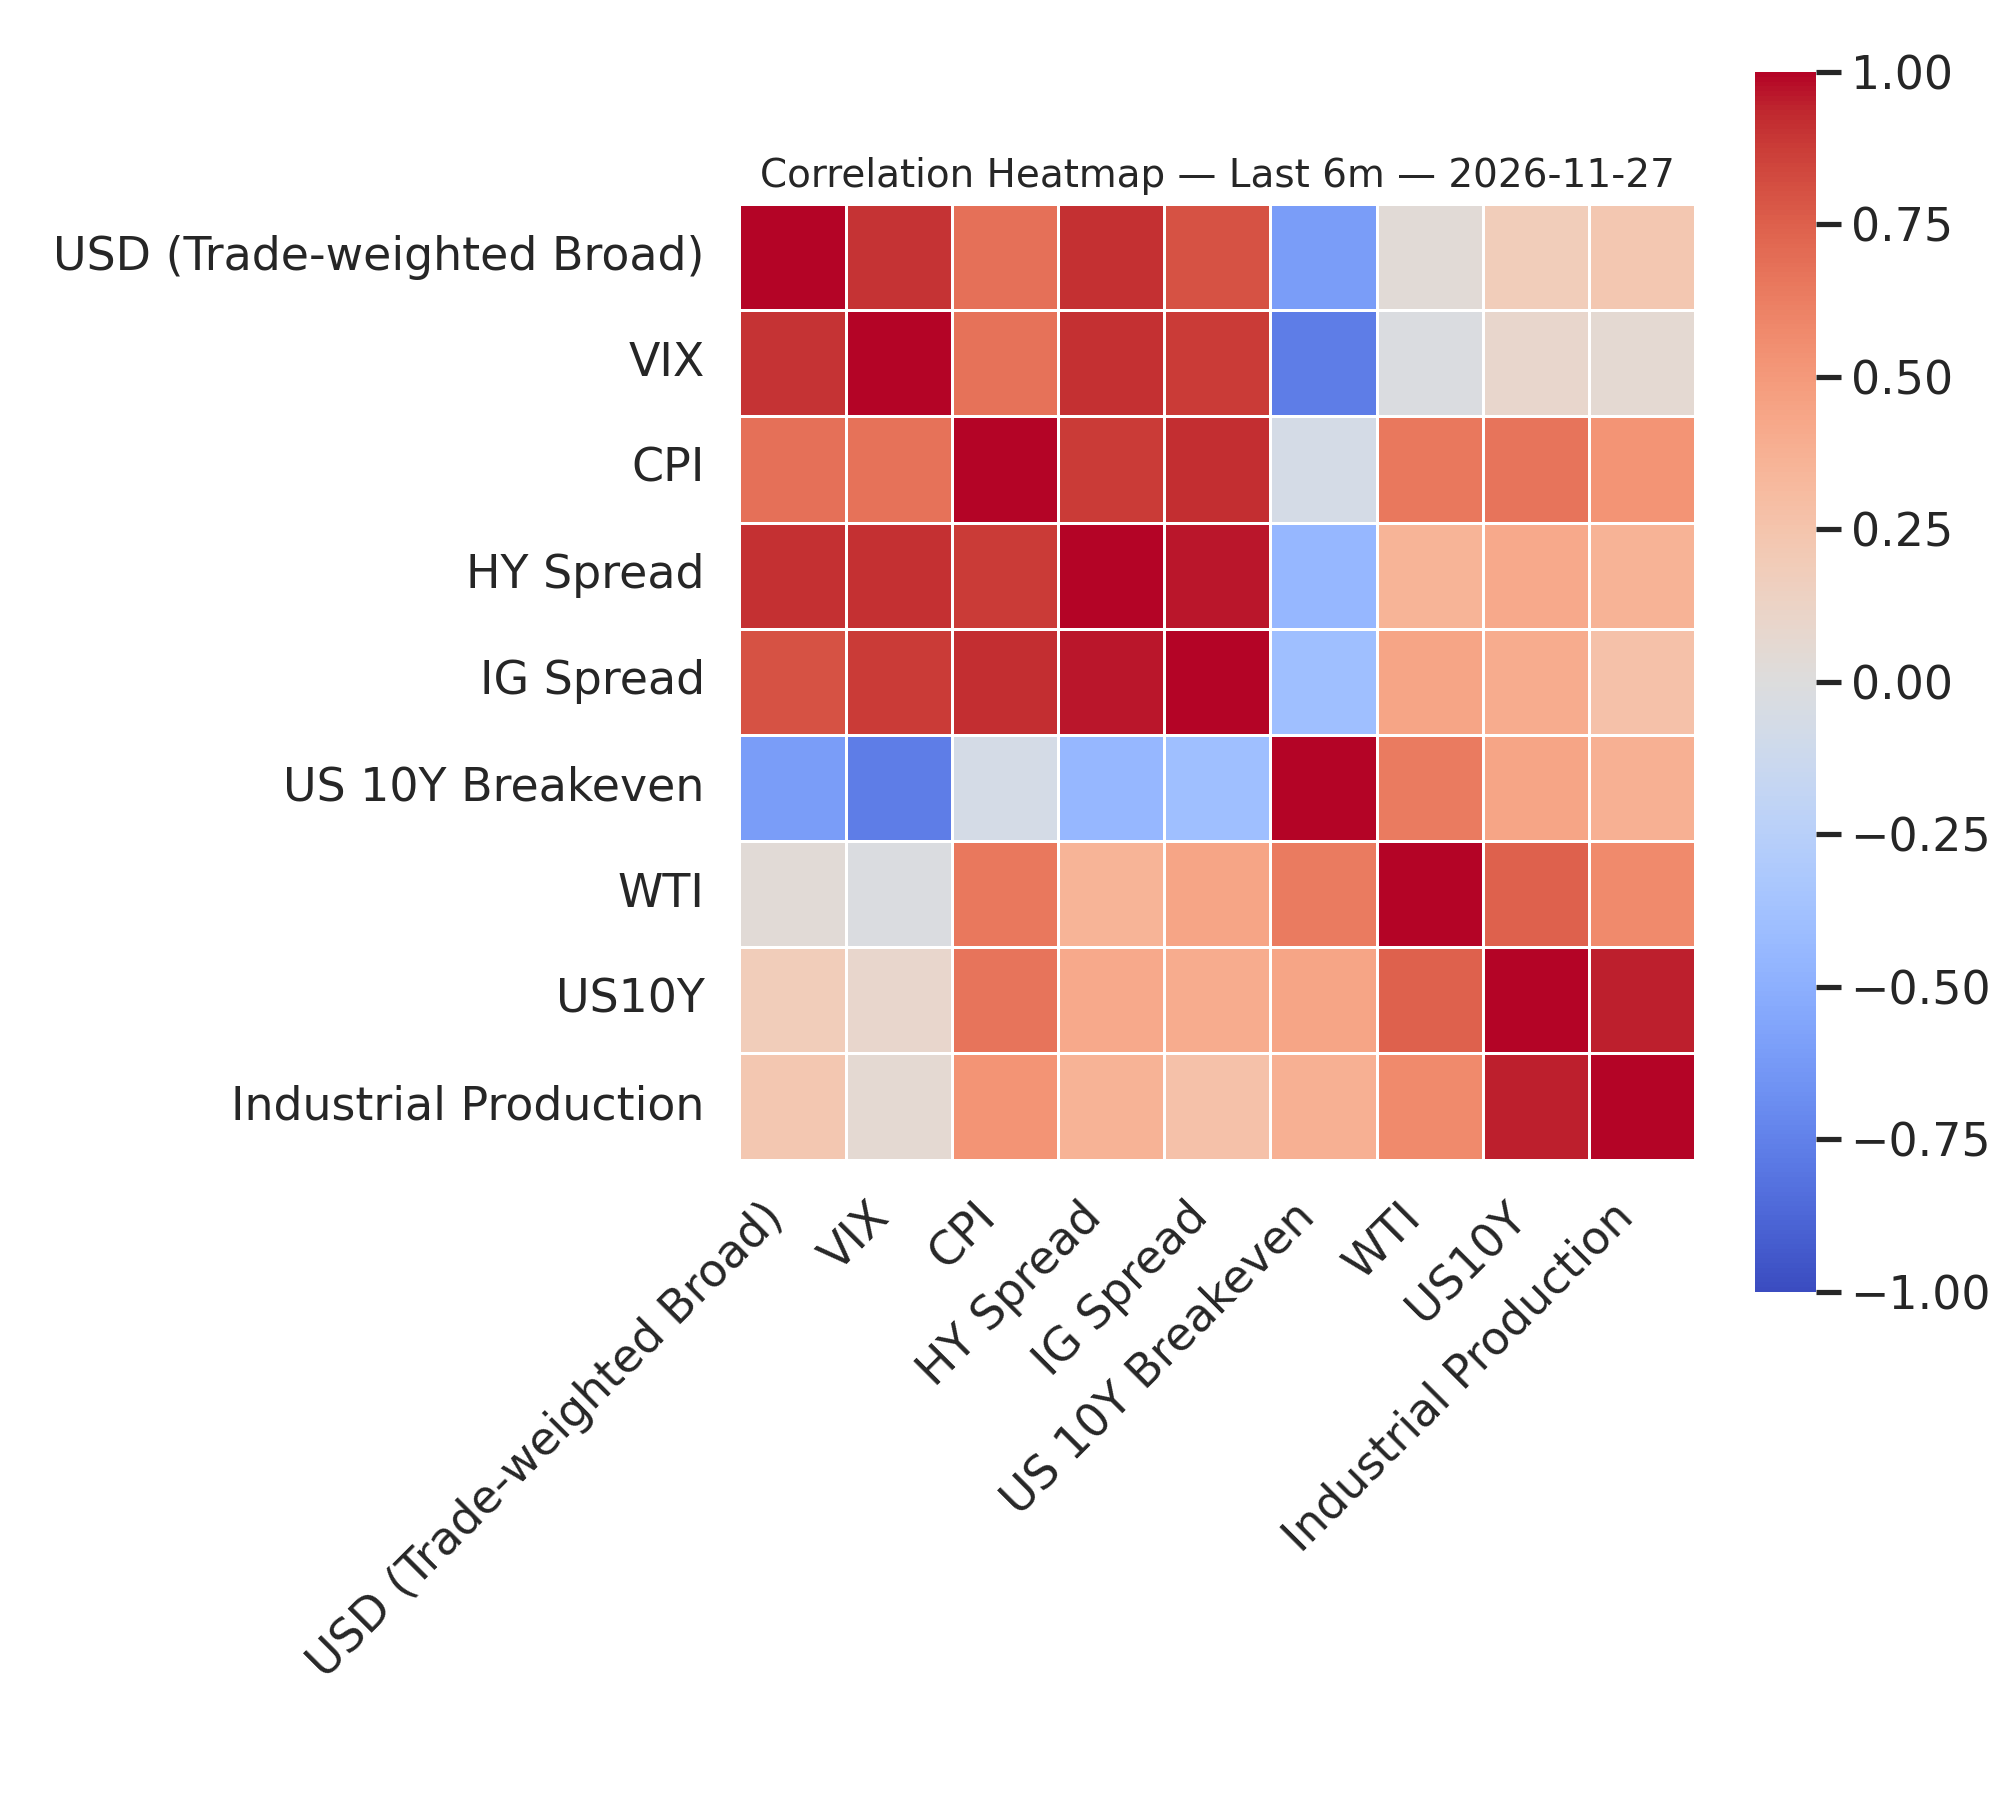 Correlation Heatmap — Last 6m — 2026-11-27
USD (Trade-weighted Broad)
VIX
CPI
HY Spread
IG Spread
US 10Y Breakeven
WTI
US10Y
Industrial Production
USD (Trade-weighted Broad)
VIX
CPI
HY Spread
IG Spread
US 10Y Breakeven
WTI
US10Y
Industrial Production
1.00
0.75
0.50
0.25
0.00
−0.25
−0.50
−0.75
−1.00